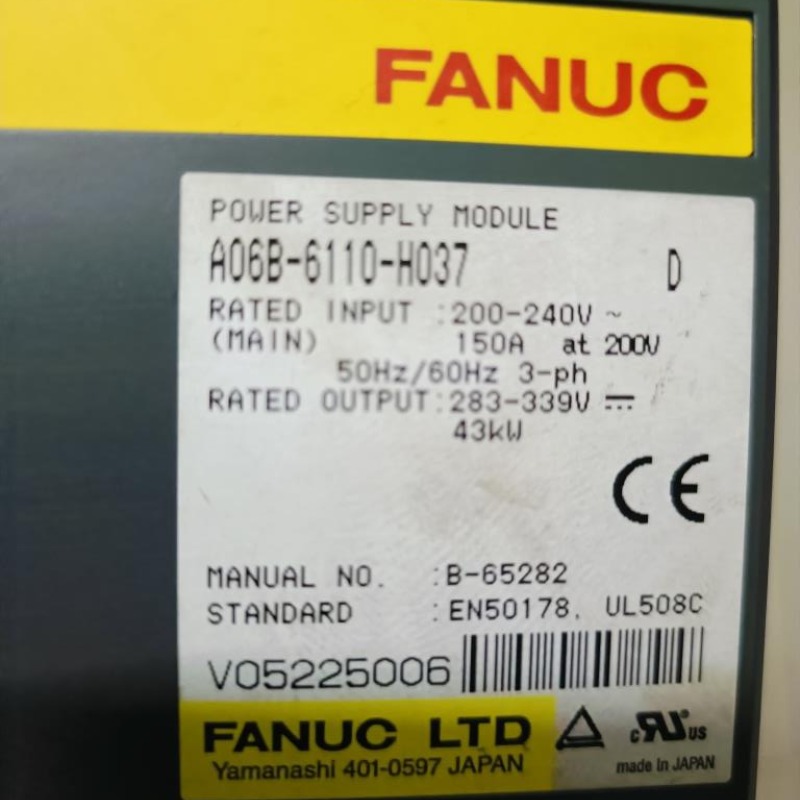 FANUC
POWER SUPPLY MODULE
A06B-6110-H037 D
RATED INPUT :200-240V ~
(MAIN) 150A at 200V
50Hz/60Hz 3-ph
RATED OUTPUT:283-339V ⎓
43kW
CE
MANUAL NO. :B-65282
STANDARD :EN50178. UL508C
V05225006
FANUC LTD
Yamanashi 401-0597 JAPAN
c RU us
made In JAPAN